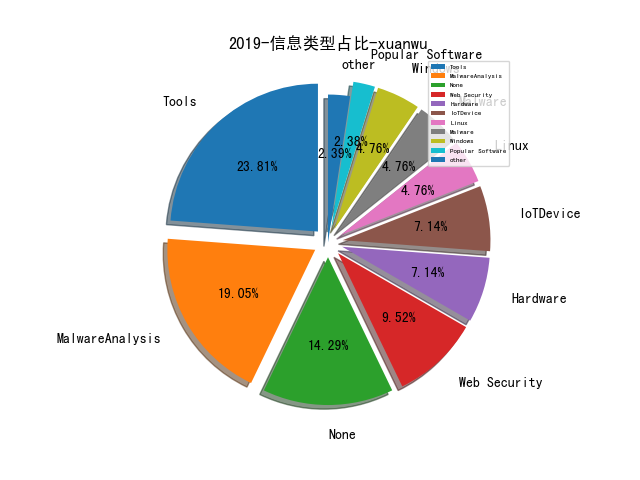 2019-信息类型占比-xuanwu
Popular Software
other
Windows
Malware
Linux
IoTDevice
Hardware
Web Security
None
MalwareAnalysis
Tools
23.81%
19.05%
14.29%
9.52%
7.14%
7.14%
4.76%
4.76%
4.76%
2.38%
2.39%
Tools
MalwareAnalysis
None
Web Security
Hardware
IoTDevice
Linux
Malware
Windows
Popular Software
other